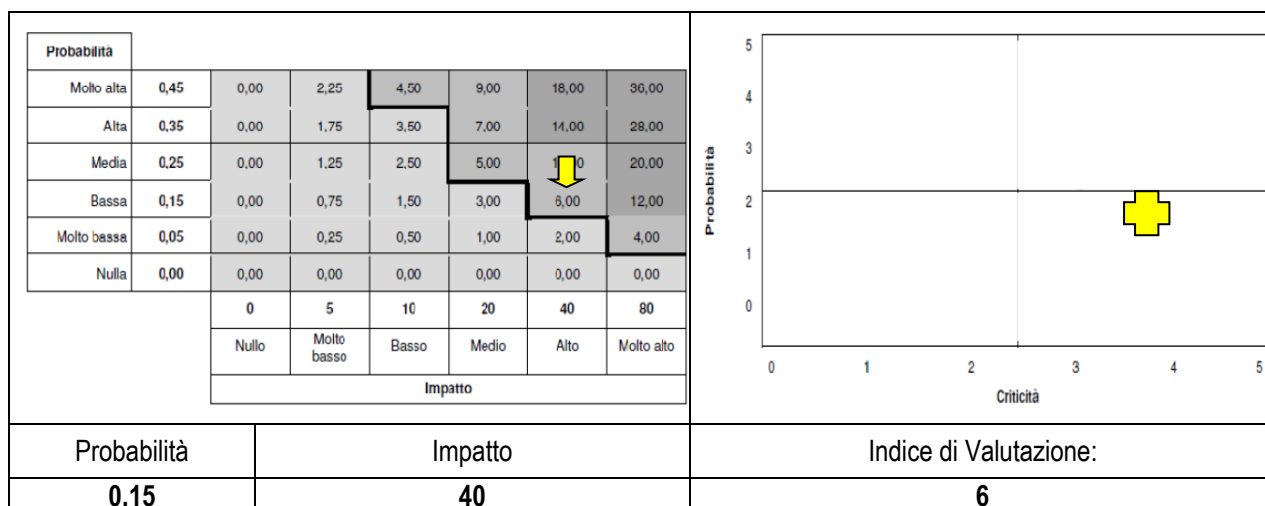 Probabilità
Molto alta 0,45 0,00 2,25 4,50 9,00 18,00 36,00
Alta 0,35 0,00 1,75 3,50 7,00 14,00 28,00
Media 0,25 0,00 1,25 2,50 5,00 20,00
Bassa 0,15 0,00 0,75 1,50 3,00 6,00 12,00
Molto bassa 0,05 0,00 0,25 0,50 1,00 2,00 4,00
Nulla 0,00 0,00 0,00 0,00 0,00 0,00 0,00
0 5 10 20 40 80
Nullo Molto basso Basso Medio Alto Molto alto
Impatto
5
4
3
2
1
0
Probabilità
0 1 2 3 4 5
Criticità
Probabilità Impatto Indice di Valutazione:
0.15 40 6